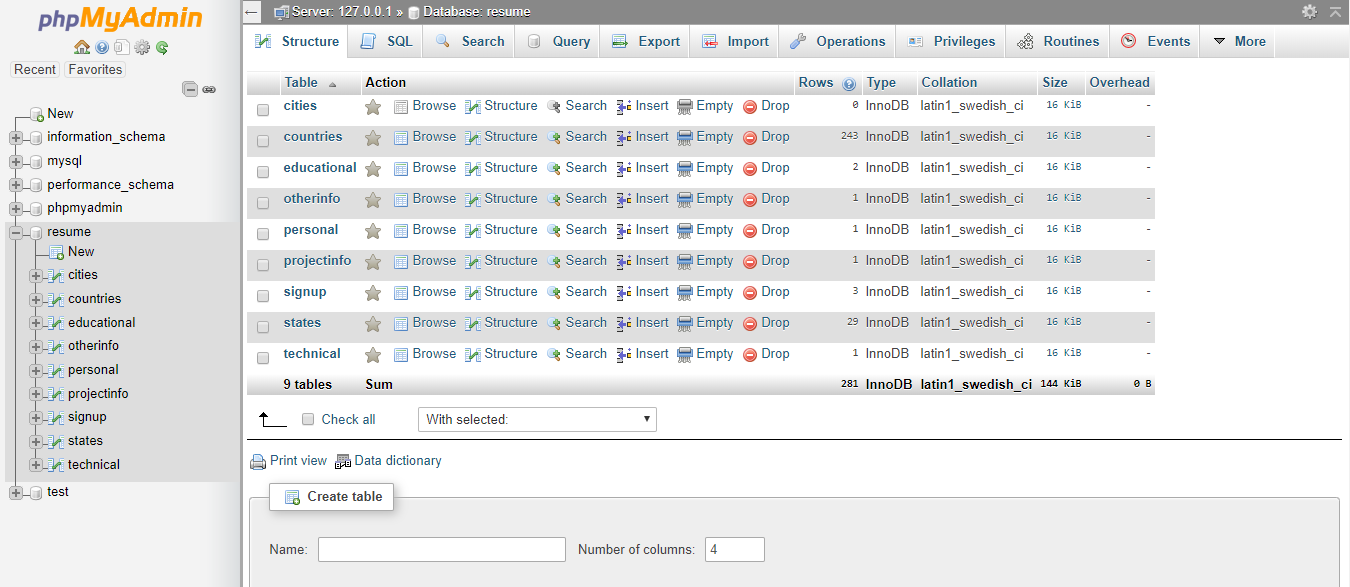 phpMyAdmin
Recent Favorites
New
information_schema
mysql
performance_schema
phpmyadmin
resume
New
cities
countries
educational
otherinfo
personal
projectinfo
signup
states
technical
test
Server: 127.0.0.1 » Database: resume
Structure SQL Search Query Export Import Operations Privileges Routines Events More
Table Action Rows Type Collation Size Overhead
cities Browse Structure Search Insert Empty Drop 0 InnoDB latin1_swedish_ci 16 KiB -
countries Browse Structure Search Insert Empty Drop 243 InnoDB latin1_swedish_ci 16 KiB -
educational Browse Structure Search Insert Empty Drop 2 InnoDB latin1_swedish_ci 16 KiB -
otherinfo Browse Structure Search Insert Empty Drop 1 InnoDB latin1_swedish_ci 16 KiB -
personal Browse Structure Search Insert Empty Drop 1 InnoDB latin1_swedish_ci 16 KiB -
projectinfo Browse Structure Search Insert Empty Drop 1 InnoDB latin1_swedish_ci 16 KiB -
signup Browse Structure Search Insert Empty Drop 3 InnoDB latin1_swedish_ci 16 KiB -
states Browse Structure Search Insert Empty Drop 29 InnoDB latin1_swedish_ci 16 KiB -
technical Browse Structure Search Insert Empty Drop 1 InnoDB latin1_swedish_ci 16 KiB -
9 tables Sum 281 InnoDB latin1_swedish_ci 144 KiB 0 B
Check all With selected:
Print view Data dictionary
Create table
Name: Number of columns: 4